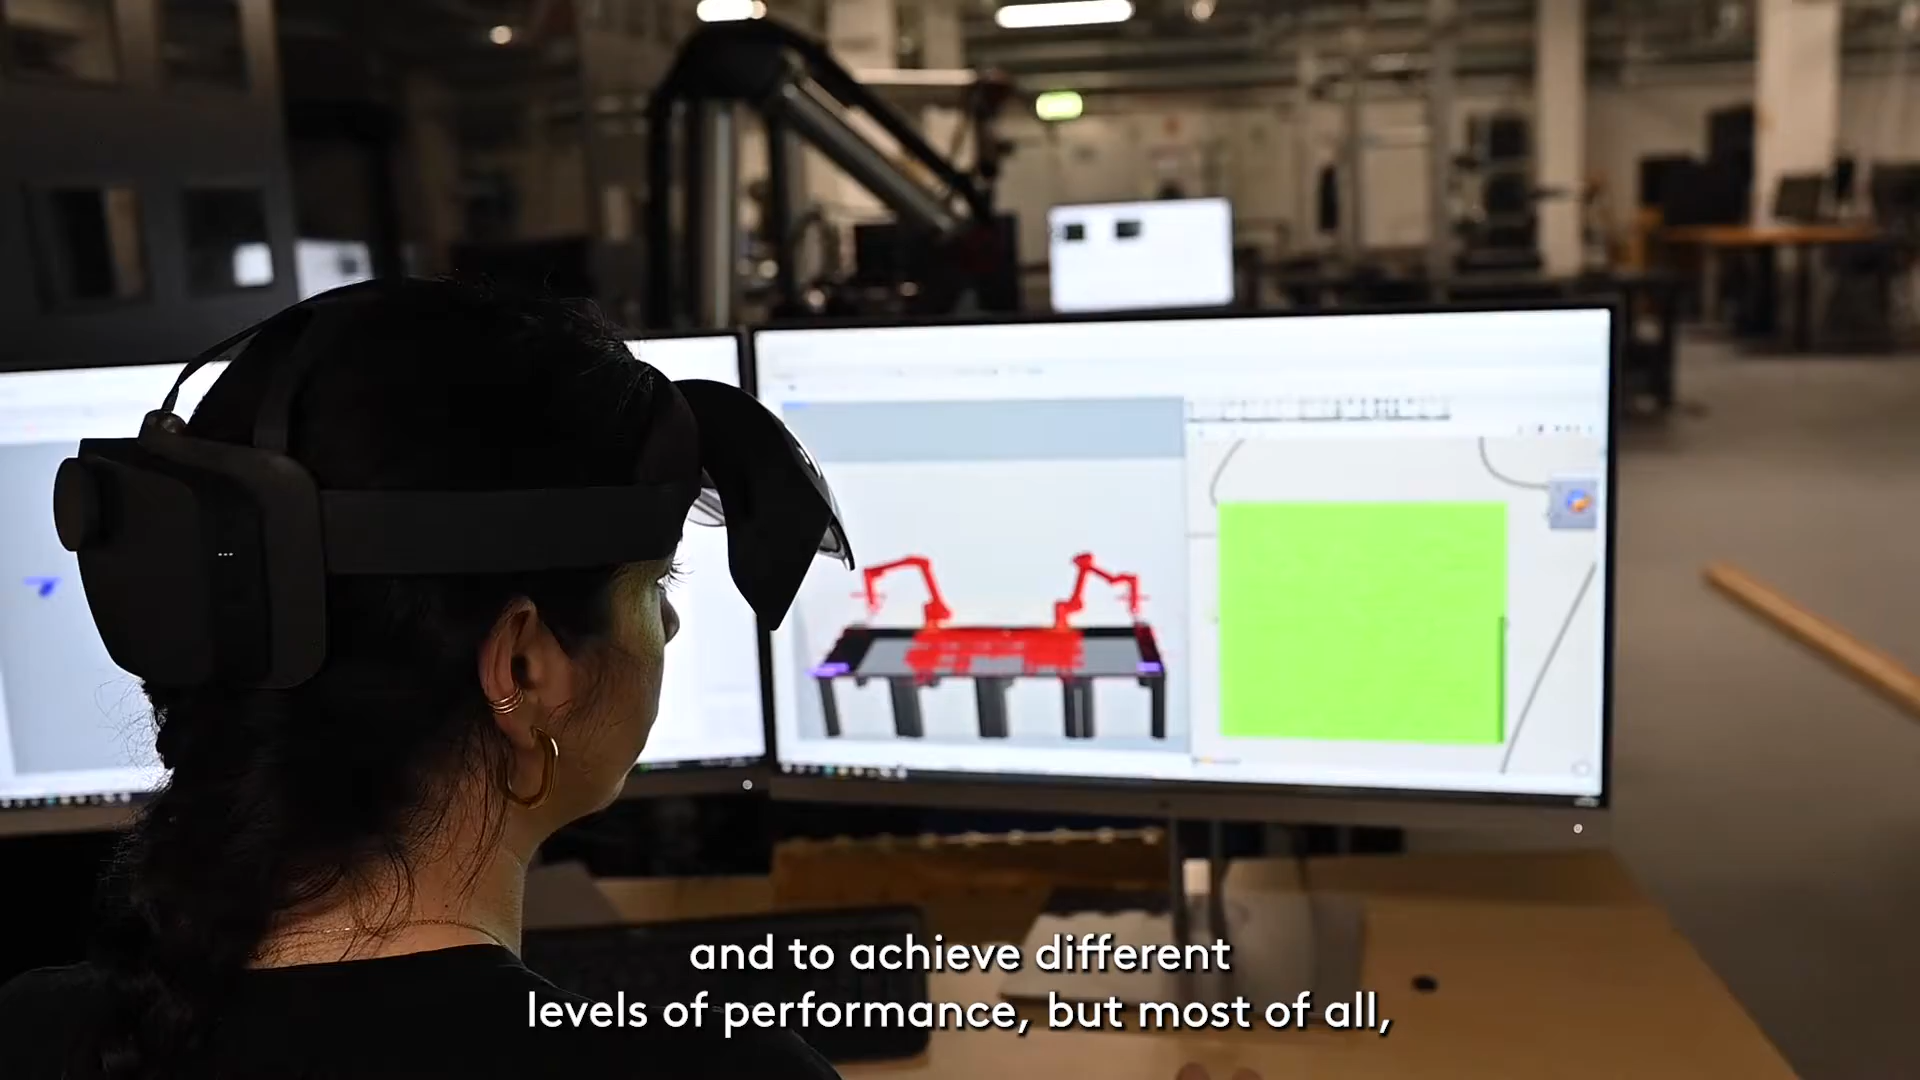 and to achieve different
levels of performance, but most of all,